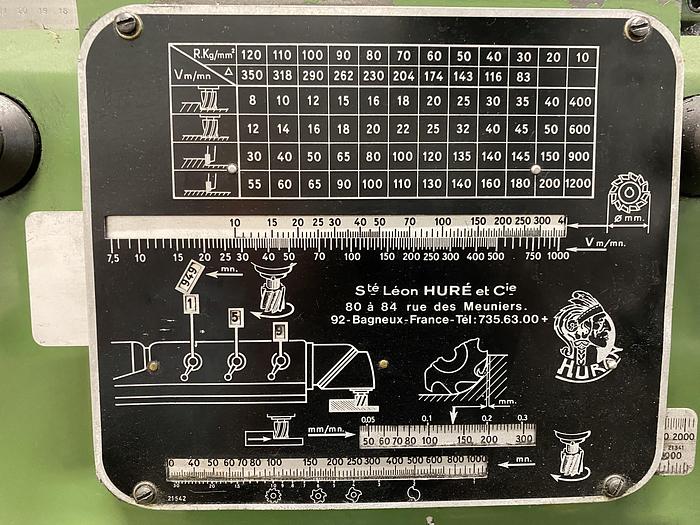 20 19 18
R.Kg/mm² 120 110 100 90 80 70 60 50 40 30 20 10
Vm/mn △ 350 318 290 262 230 204 174 143 116 83
8 10 12 15 16 18 20 25 30 35 40 400
12 14 16 18 20 22 25 32 40 45 50 600
30 40 50 65 80 100 120 135 140 145 150 900
55 60 65 90 100 110 130 140 160 180 200 1200
10 15 20 25 30 40 50 70 100 150 200 250 300 4
ø mm.
7,5 10 15 20 25 30 40 50 70 100 150 200 250 300 400 500 750 1000
V m/mn.
949
mn.
1 5 9
Sté Léon HURÉ et Cie
80 à 84 rue des Meuniers.
92-Bagneux-France-Tél:735.63.00+
HURÉ
mm.
0.05 0.1 0.2 0.3
mm/mn
50 60 70 80 100 150 200 300
0 40 50 60 70 80 100 150 200 250 300 400 500 600 800 1000
mn.
21542
2000
21341